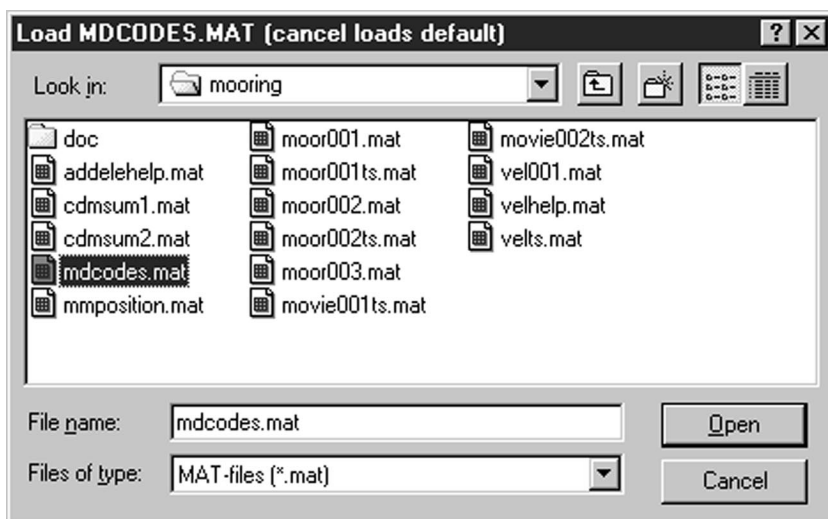 Load MDCODES.MAT (cancel loads default)
Look in: mooring
doc moor001.mat movie002ts.mat
addelehelp.mat moor001ts.mat vel001.mat
cdmsum1.mat moor002.mat velhelp.mat
cdmsum2.mat moor002ts.mat velts.mat
mdcodes.mat moor003.mat
mmposition.mat movie001ts.mat
File name: mdcodes.mat Open
Files of type: MAT-files (*.mat) Cancel